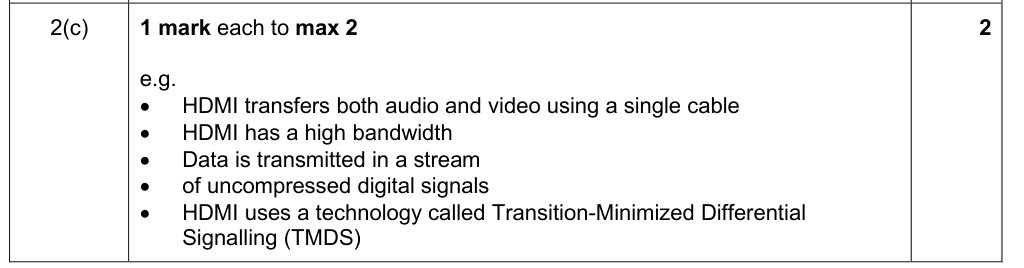 2(c) 1 mark each to max 2 2
e.g.
• HDMI transfers both audio and video using a single cable
• HDMI has a high bandwidth
• Data is transmitted in a stream
• of uncompressed digital signals
• HDMI uses a technology called Transition-Minimized Differential
Signalling (TMDS)